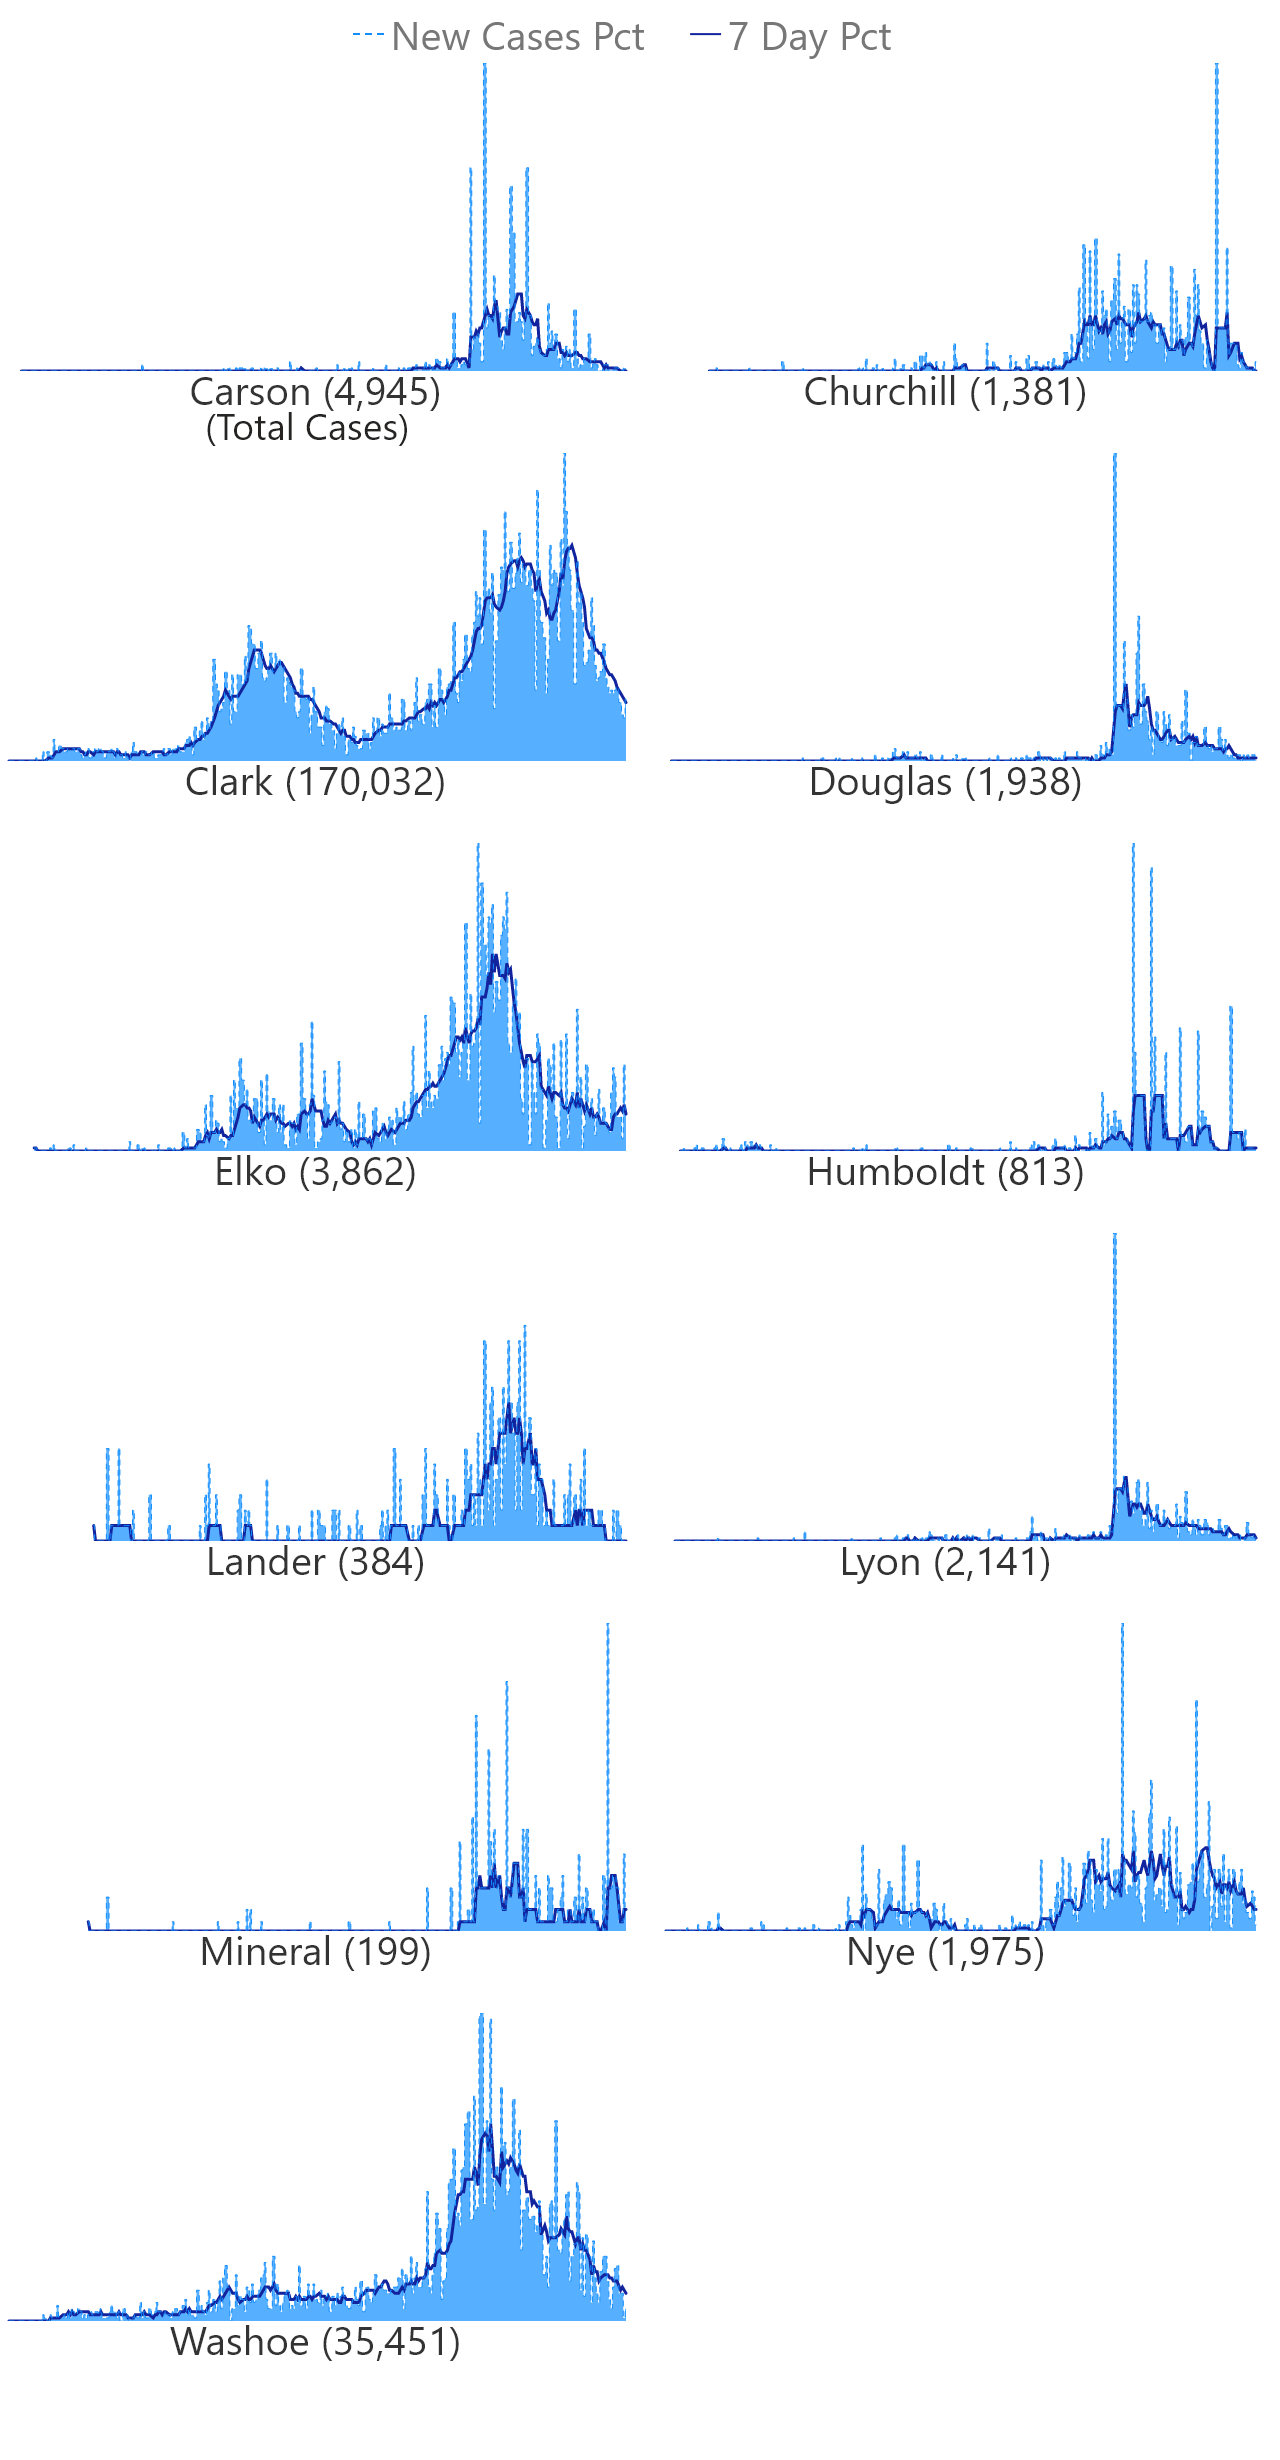 New Cases Pct 7 Day Pct
Carson (4,945) Churchill (1,381)
(Total Cases)
Clark (170,032) Douglas (1,938)
Elko (3,862) Humboldt (813)
Lander (384) Lyon (2,141)
Mineral (199) Nye (1,975)
Washoe (35,451)